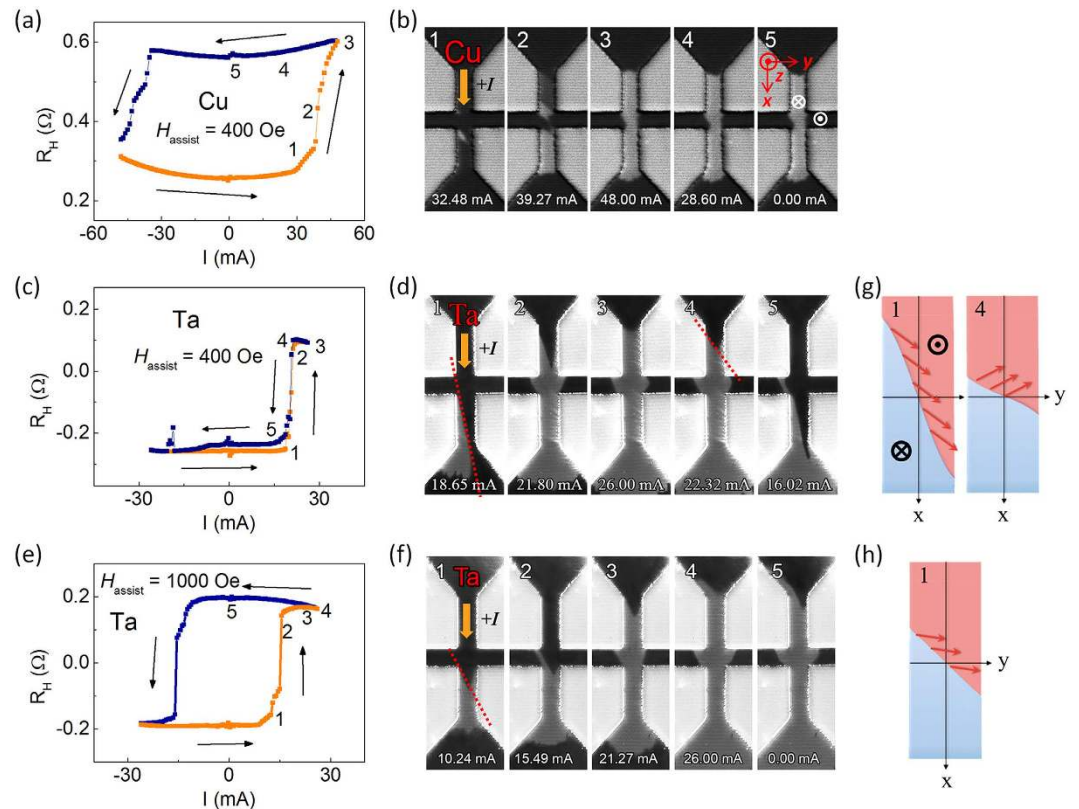 (a)
0.6
0.4
0.2
R_H (Ω)
Cu
H_assist = 400 Oe
1
2
3
4
5
-60
-30
0
30
60
I (mA)
(b)
1
2
3
4
5
Cu
+I
y
z
x
32.48 mA
39.27 mA
48.00 mA
28.60 mA
0.00 mA
(c)
0.2
0.0
-0.2
R_H (Ω)
Ta
H_assist = 400 Oe
4
3
2
5
1
-30
0
30
60
I (mA)
(d)
1
2
3
4
5
Ta
+I
18.65 mA
21.80 mA
26.00 mA
22.32 mA
16.02 mA
(g)
1
4
y
x
x
(e)
0.2
0.0
-0.2
R_H (Ω)
H_assist = 1000 Oe
Ta
5
3
4
2
1
-30
0
30
I (mA)
(f)
1
2
3
4
5
Ta
+I
10.24 mA
15.49 mA
21.27 mA
26.00 mA
0.00 mA
(h)
1
y
x